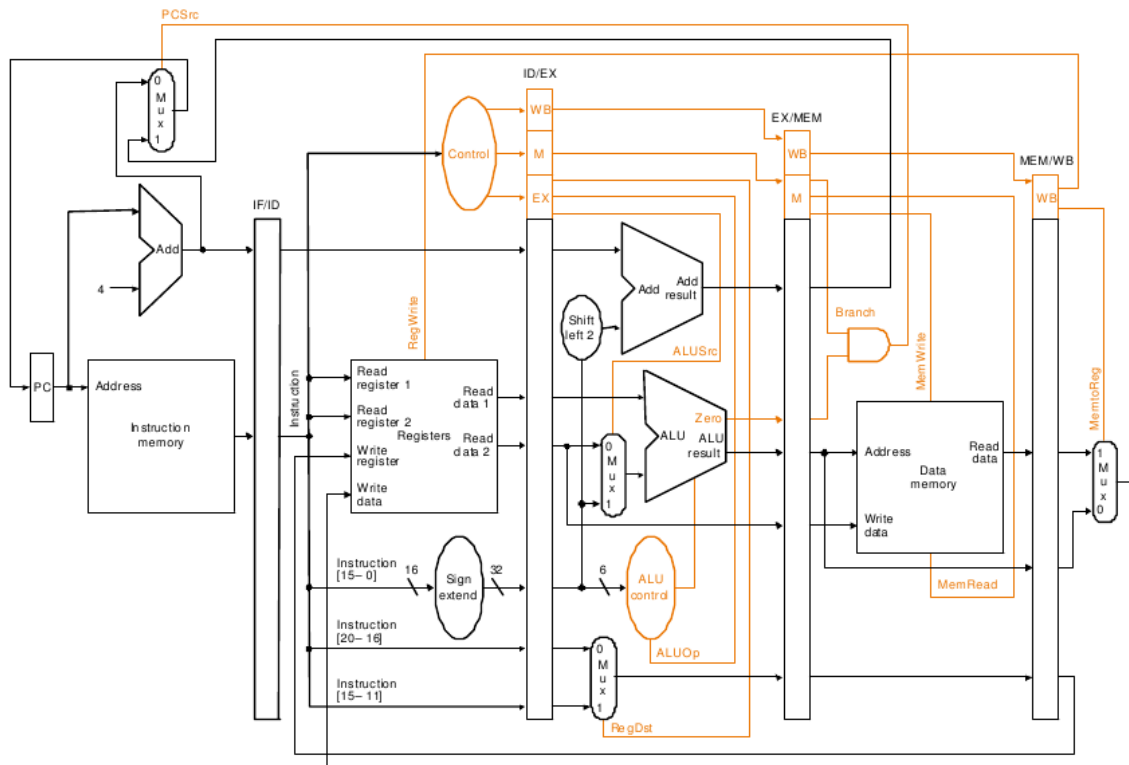 PCSrc
ID/EX
0
M
u
x
1
WB
EX/MEM
Control
M
WB
MEM/WB
EX
M
WB
IF/ID
Add
4
Add
Add
result
RegWrite
Shift
left 2
Branch
ALUSrc
MemWrite
MemtoReg
PC
Address
Instruction
memory
Instruction
Read
register 1
Read
register 2
Write
register
Write
data
Registers
Read
data 1
Read
data 2
0
M
u
x
1
Zero
ALU
ALU
result
Address
Read
data
Data
memory
Write
data
1
M
u
x
0
Instruction
[15–0]
16
Sign
extend
32
6
ALU
control
MemRead
Instruction
[20–16]
0
M
u
x
1
ALUOp
Instruction
[15–11]
RegDst